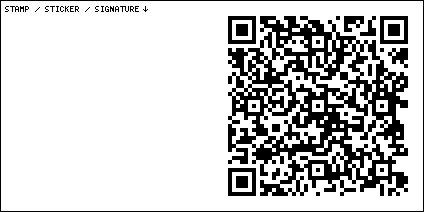 STAMP / STICKER / SIGNATURE ↓